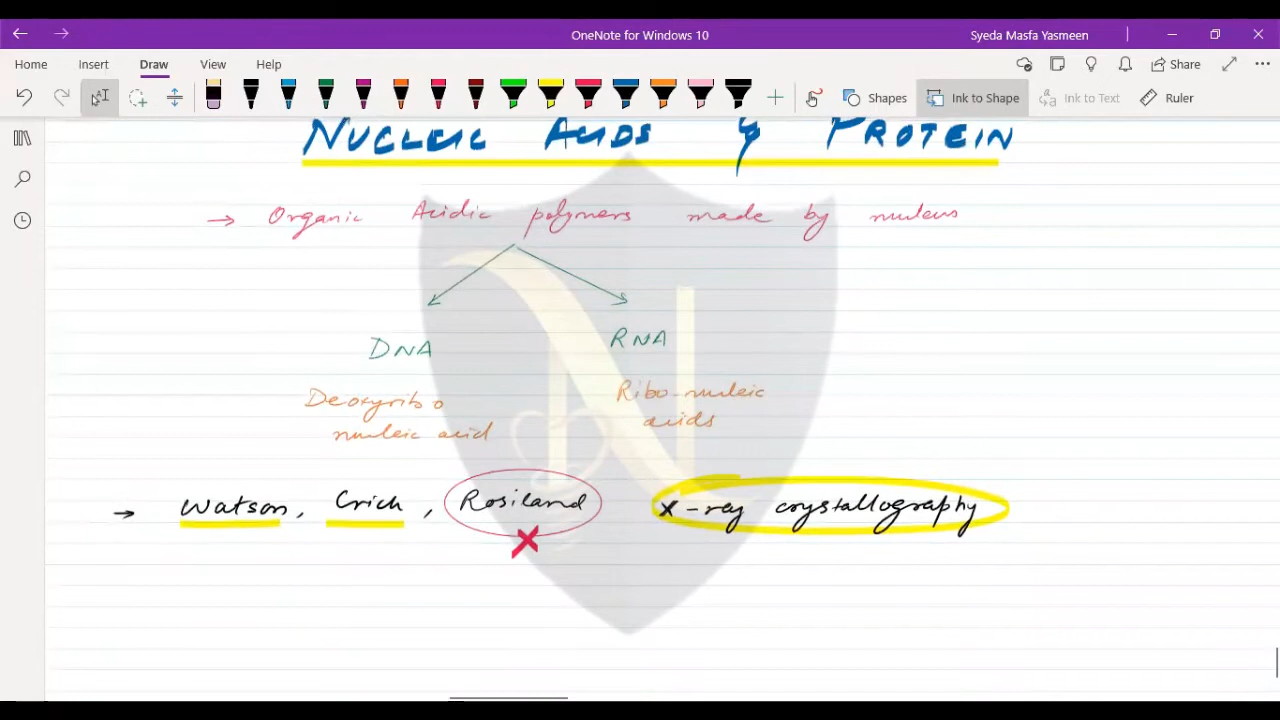 OneNote for Windows 10
Syeda Masfa Yasmeen
Home Insert Draw View Help
Share
Shapes
Ink to Shape
Ink to Text
Ruler
NUCLEIC ACIDS & PROTEIN
→ Organic Acidic polymers made by nucleus
DNA RNA
Deoxyribo nucleic acid
Ribo-nucleic acids
→ Watson, Crick, Rosiland X-ray crystallography
N